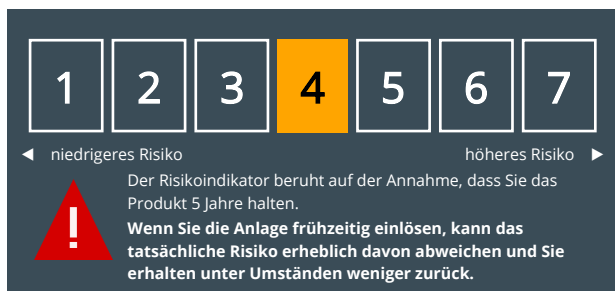 1 2 3 4 5 6 7
◄ niedrigeres Risiko höheres Risiko ►
Der Risikoindikator beruht auf der Annahme, dass Sie das
Produkt 5 Jahre halten.
Wenn Sie die Anlage frühzeitig einlösen, kann das
tatsächliche Risiko erheblich davon abweichen und Sie
erhalten unter Umständen weniger zurück.
!